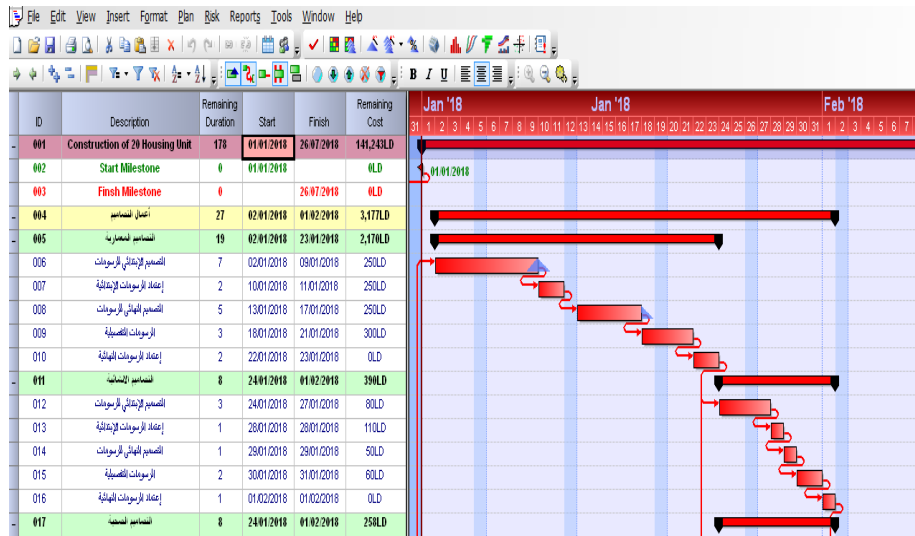 File Edit View Insert Format Plan Risk Reports Tools Window Help
B I U
ID Description Remaining Duration Start Finish Remaining Cost
Jan '18 Jan '18 Feb '18
31 1 2 3 4 5 6 7 8 9 10 11 12 13 14 15 16 17 18 19 20 21 22 23 24 25 26 27 28 29 30 31 1 2 3 4 5 6 7
001 Construction of 20 Housing Unit 178 01/01/2018 26/07/2018 141,243LD
002 Start Milestone 0 01/01/2018 0LD 01/01/2018
003 Finsh Milestone 0 26/07/2018 0LD
004 أعمال التصاميم 27 02/01/2018 01/02/2018 3,177LD
005 التصاميم المعمارية 19 02/01/2018 23/01/2018 2,170LD
006 التصميم الإبتدائي للرسومات 7 02/01/2018 09/01/2018 250LD
007 إعتماد الرسومات الإبتدائية 2 10/01/2018 11/01/2018 250LD
008 التصميم النهائي للرسومات 5 13/01/2018 17/01/2018 250LD
009 الرسومات التفصيلية 3 18/01/2018 21/01/2018 300LD
010 إعتماد الرسومات النهائية 2 22/01/2018 23/01/2018 0LD
011 التصاميم الإنشائية 8 24/01/2018 01/02/2018 390LD
012 التصميم الإبتدائي للرسومات 3 24/01/2018 27/01/2018 80LD
013 إعتماد الرسومات الإبتدائية 1 28/01/2018 28/01/2018 110LD
014 التصميم النهائي للرسومات 1 29/01/2018 29/01/2018 50LD
015 الرسومات التفصيلية 2 30/01/2018 31/01/2018 60LD
016 إعتماد الرسومات النهائية 1 01/02/2018 01/02/2018 0LD
017 التصاميم الصحية 8 24/01/2018 01/02/2018 258LD